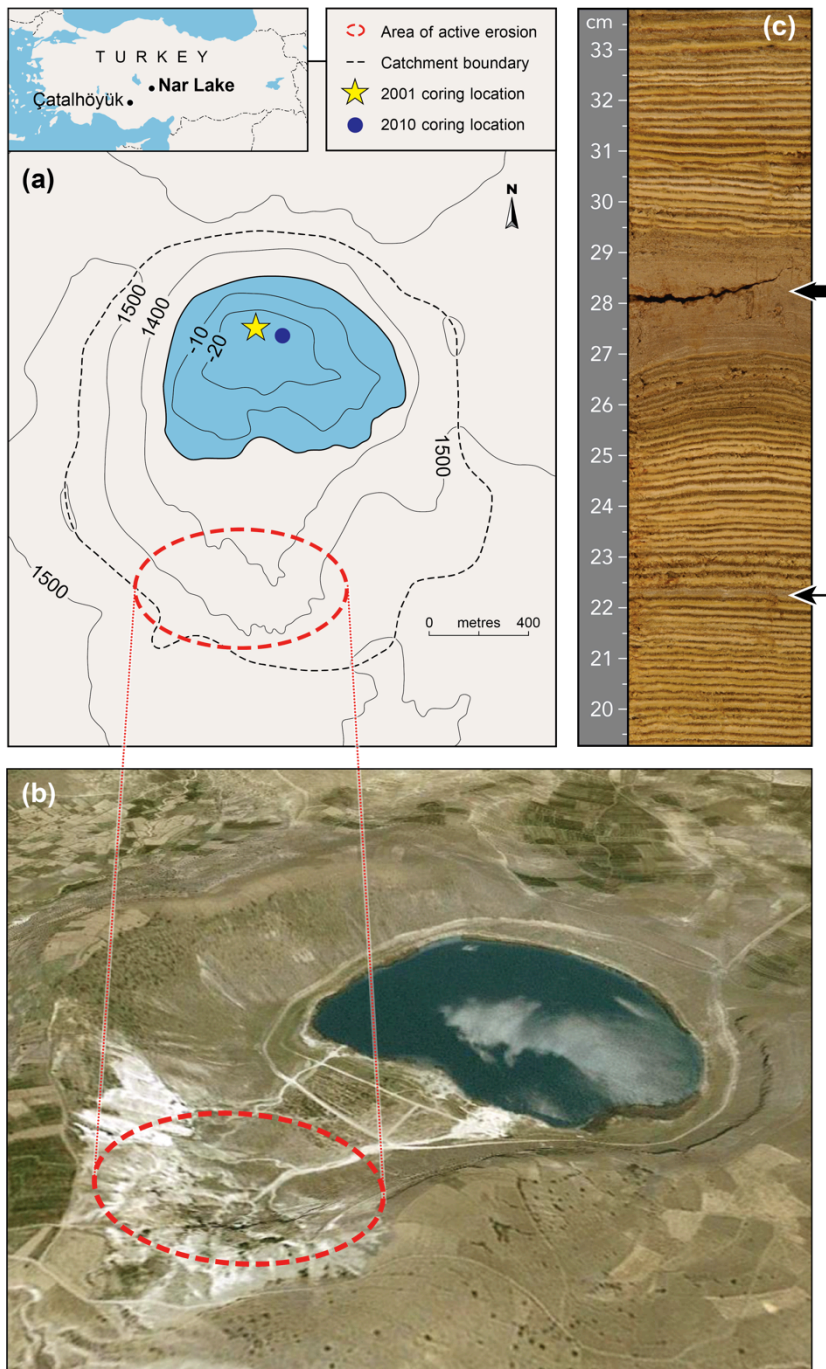 TURKEY
Nar Lake
Çatalhöyük
Area of active erosion
Catchment boundary
2001 coring location
2010 coring location
(a)
N
1500
1400
-10
-20
1500
1500
0 metres 400
(c)
cm
33
32
31
30
29
28
27
26
25
24
23
22
21
20
(b)